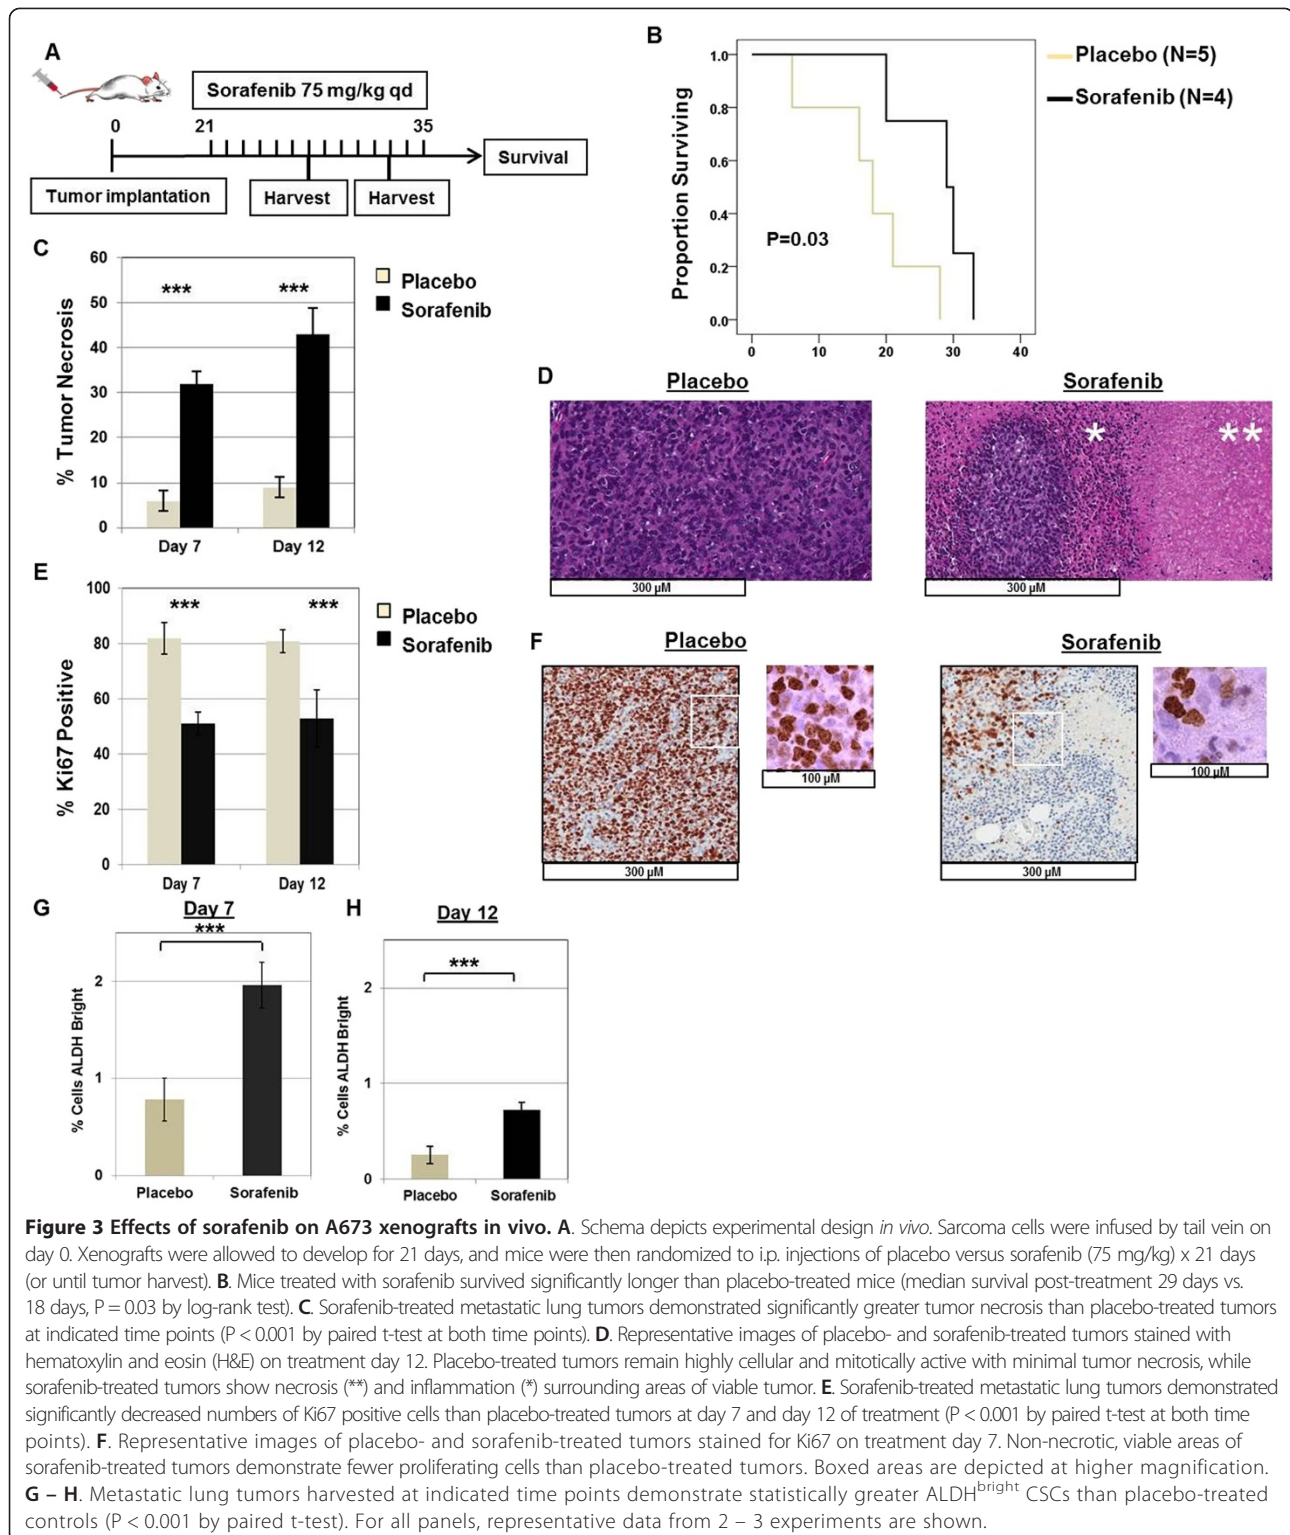 A
Sorafenib 75 mg/kg qd
0 21 35
Survival
Tumor implantation
Harvest
Harvest
B
Proportion Surviving
1.0
0.8
0.6
0.4
0.2
0.0
P=0.03
0 10 20 30 40
Placebo (N=5)
Sorafenib (N=4)
C
% Tumor Necrosis
60
50
40
30
20
10
0
*** ***
Day 7 Day 12
Placebo
Sorafenib
D
Placebo
300 µM
Sorafenib
* **
300 µM
E
% Ki67 Positive
100
80
60
40
20
0
*** ***
Day 7 Day 12
Placebo
Sorafenib
F
Placebo
300 µM
100 µM
Sorafenib
300 µM
100 µM
G
Day 7
***
% Cells ALDH Bright
2
1
0
Placebo Sorafenib
H
Day 12
***
% Cells ALDH Bright
2
1
0
Placebo Sorafenib
Figure 3 Effects of sorafenib on A673 xenografts in vivo. A. Schema depicts experimental design in vivo. Sarcoma cells were infused by tail vein on
day 0. Xenografts were allowed to develop for 21 days, and mice were then randomized to i.p. injections of placebo versus sorafenib (75 mg/kg) x 21 days
(or until tumor harvest). B. Mice treated with sorafenib survived significantly longer than placebo-treated mice (median survival post-treatment 29 days vs.
18 days, P = 0.03 by log-rank test). C. Sorafenib-treated metastatic lung tumors demonstrated significantly greater tumor necrosis than placebo-treated tumors
at indicated time points (P < 0.001 by paired t-test at both time points). D. Representative images of placebo- and sorafenib-treated tumors stained with
hematoxylin and eosin (H&E) on treatment day 12. Placebo-treated tumors remain highly cellular and mitotically active with minimal tumor necrosis, while
sorafenib-treated tumors show necrosis (**) and inflammation (*) surrounding areas of viable tumor. E. Sorafenib-treated metastatic lung tumors demonstrated
significantly decreased numbers of Ki67 positive cells than placebo-treated tumors at day 7 and day 12 of treatment (P < 0.001 by paired t-test at both time
points). F. Representative images of placebo- and sorafenib-treated tumors stained for Ki67 on treatment day 7. Non-necrotic, viable areas of
sorafenib-treated tumors demonstrate fewer proliferating cells than placebo-treated tumors. Boxed areas are depicted at higher magnification.
G – H. Metastatic lung tumors harvested at indicated time points demonstrate statistically greater ALDHbright CSCs than placebo-treated
controls (P < 0.001 by paired t-test). For all panels, representative data from 2 – 3 experiments are shown.